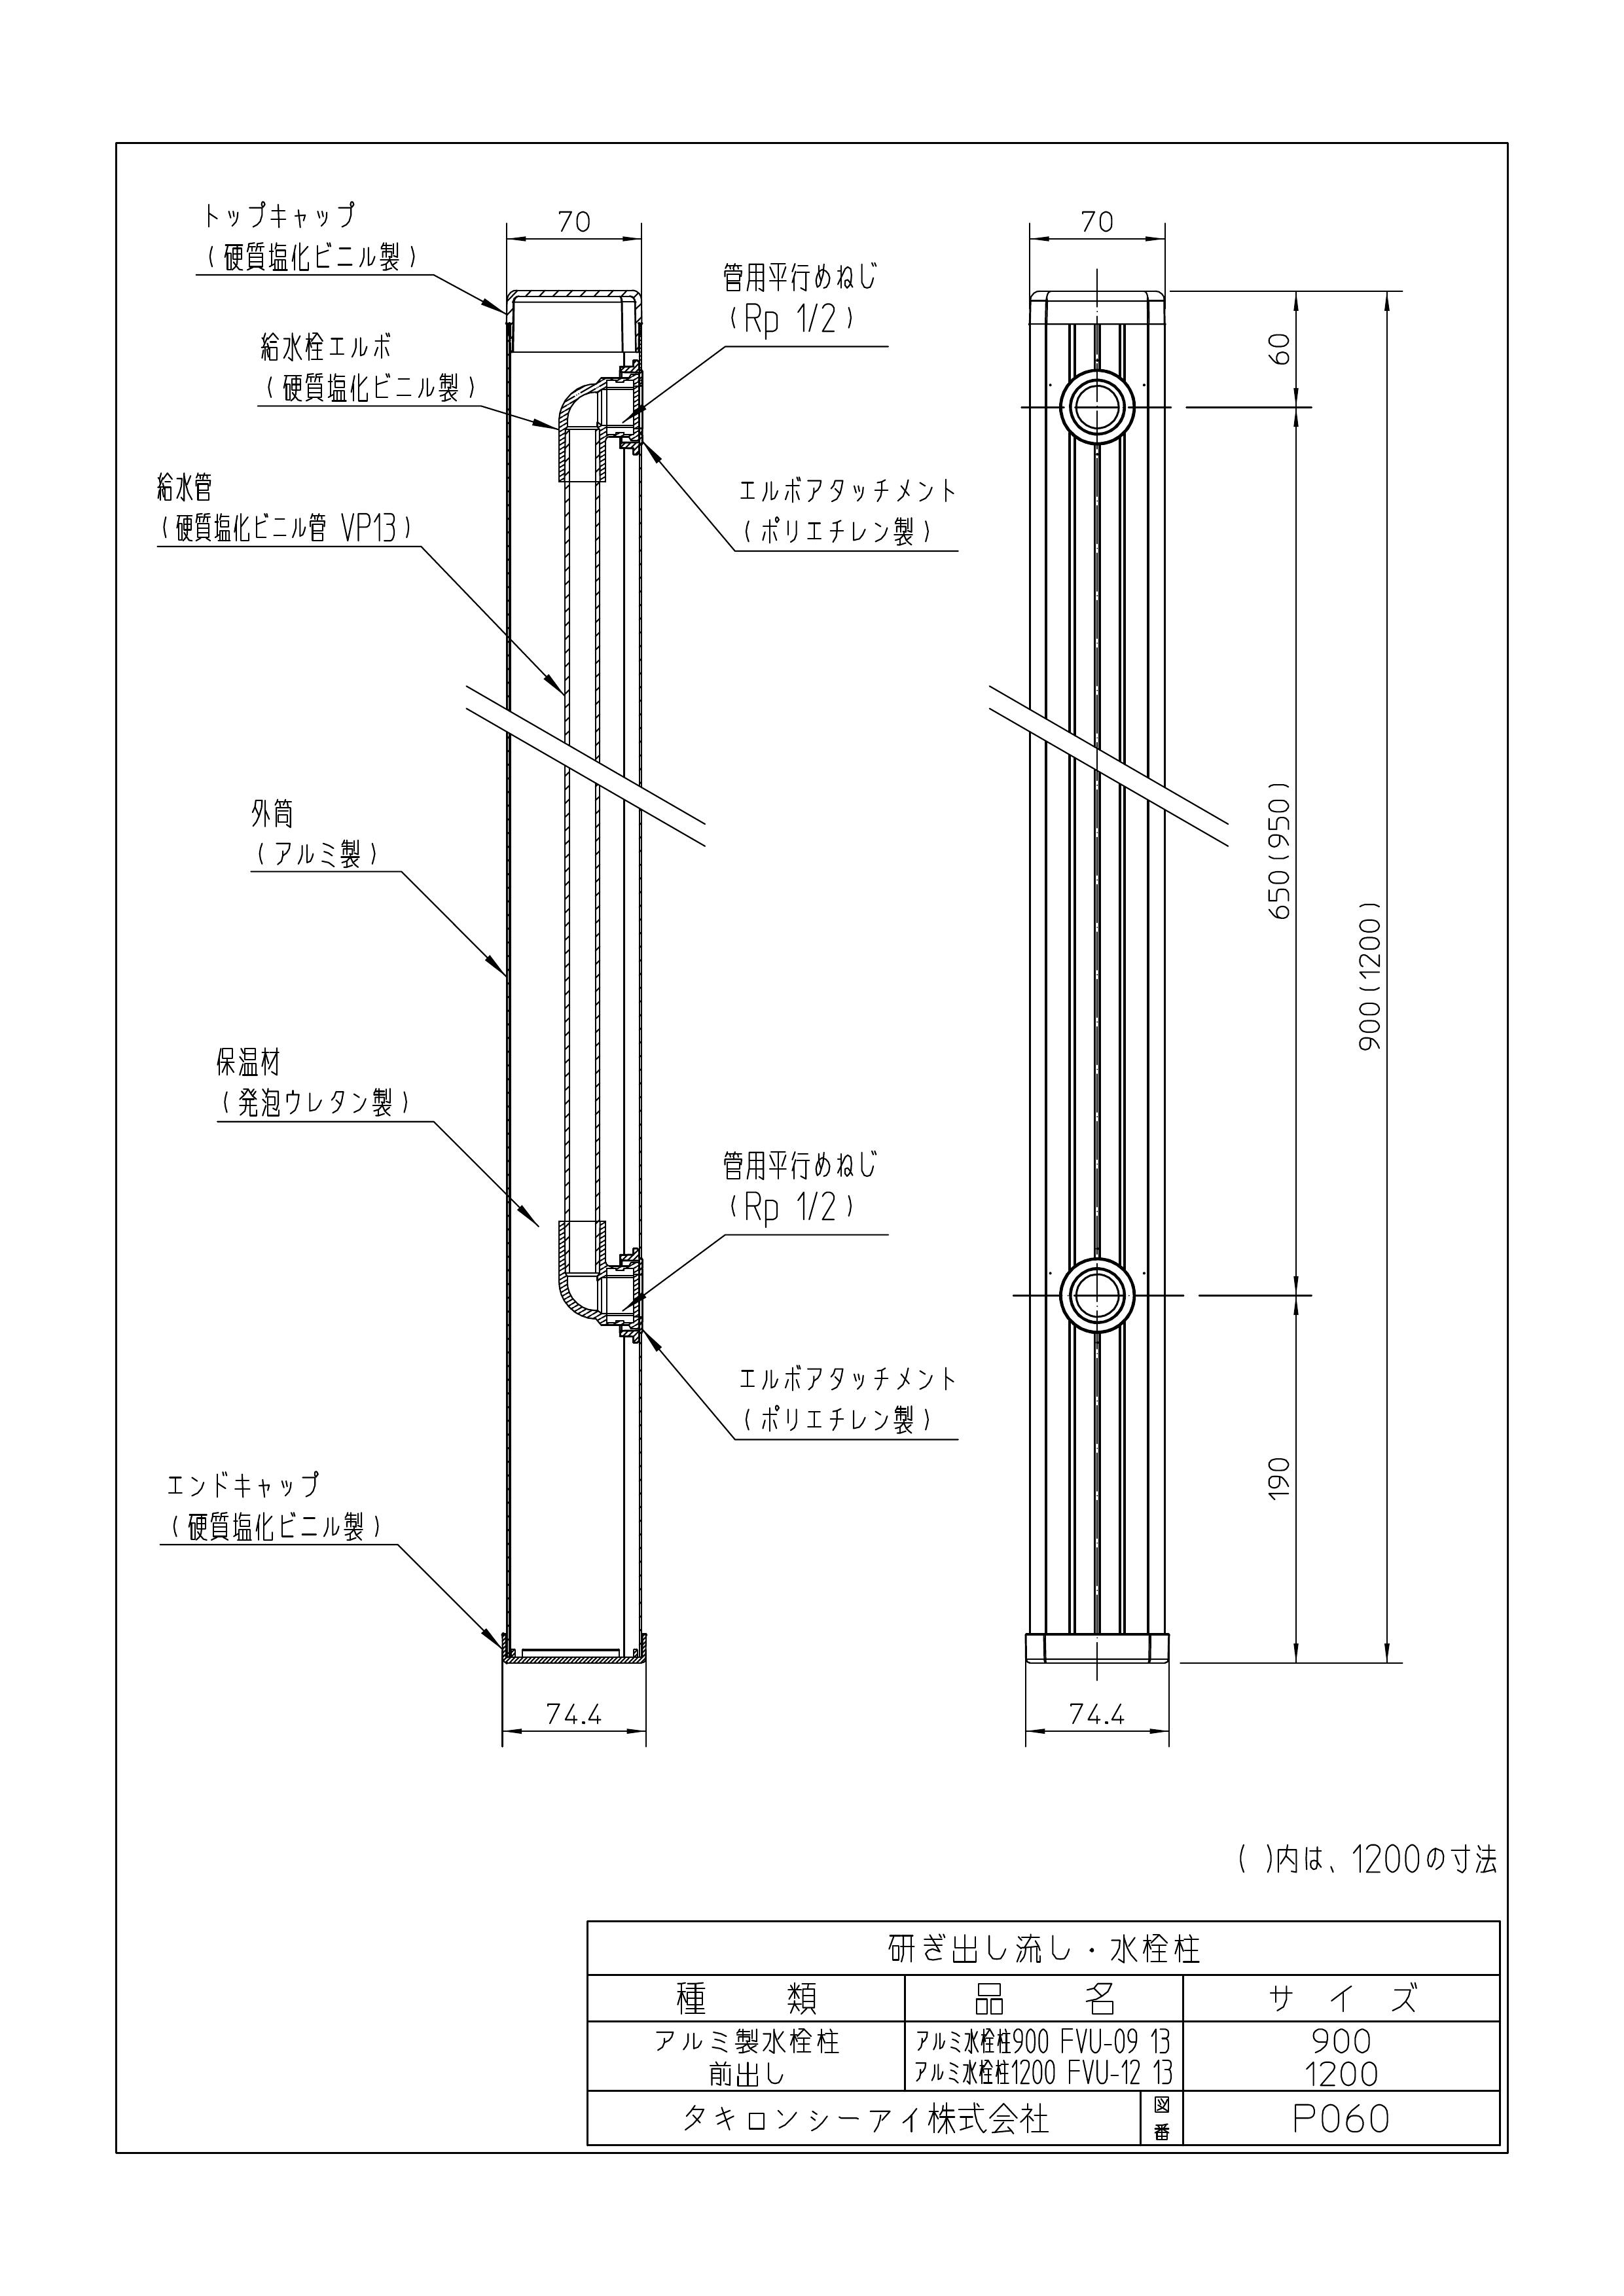 トップキャップ
(硬質塩化ビニル製)
給水栓エルボ
(硬質塩化ビニル製)
給水管
(硬質塩化ビニル管 VP13)
外筒
(アルミ製)
保温材
(発泡ウレタン製)
エンドキャップ
(硬質塩化ビニル製)
70
管用平行めねじ
(Rp 1/2)
エルボアタッチメント
(ポリエチレン製)
管用平行めねじ
(Rp 1/2)
エルボアタッチメント
(ポリエチレン製)
74.4
70
60
650(950)
900(1200)
190
74.4
( )内は、1200の寸法
研ぎ出し流し・水栓柱
種 類 品 名 サ イ ズ
アルミ製水栓柱 アルミ水栓柱900 FVU-09 13 900
前出し アルミ水栓柱1200 FVU-12 13 1200
タキロンシーアイ株式会社 図番 P060